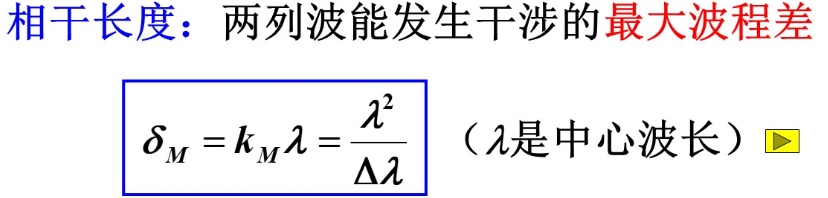 相干长度：两列波能发生干涉的最大波程差
δ_M = k_M λ = λ² / Δλ （λ是中心波长）